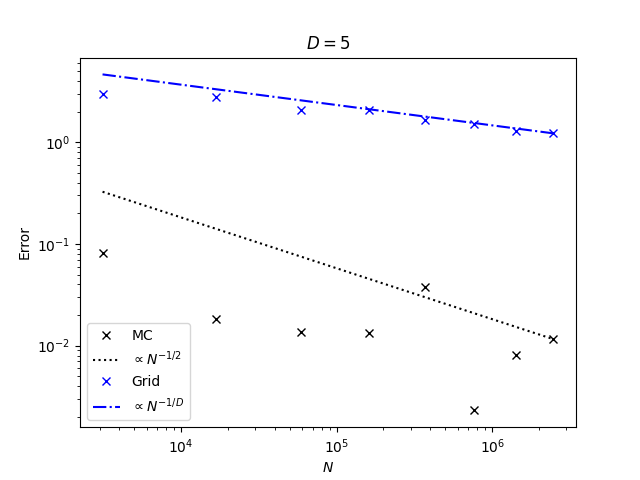 D = 5
Error
10^0
10^-1
10^-2
MC
∝ N^-1/2
Grid
∝ N^-1/D
10^4
10^5
10^6
N